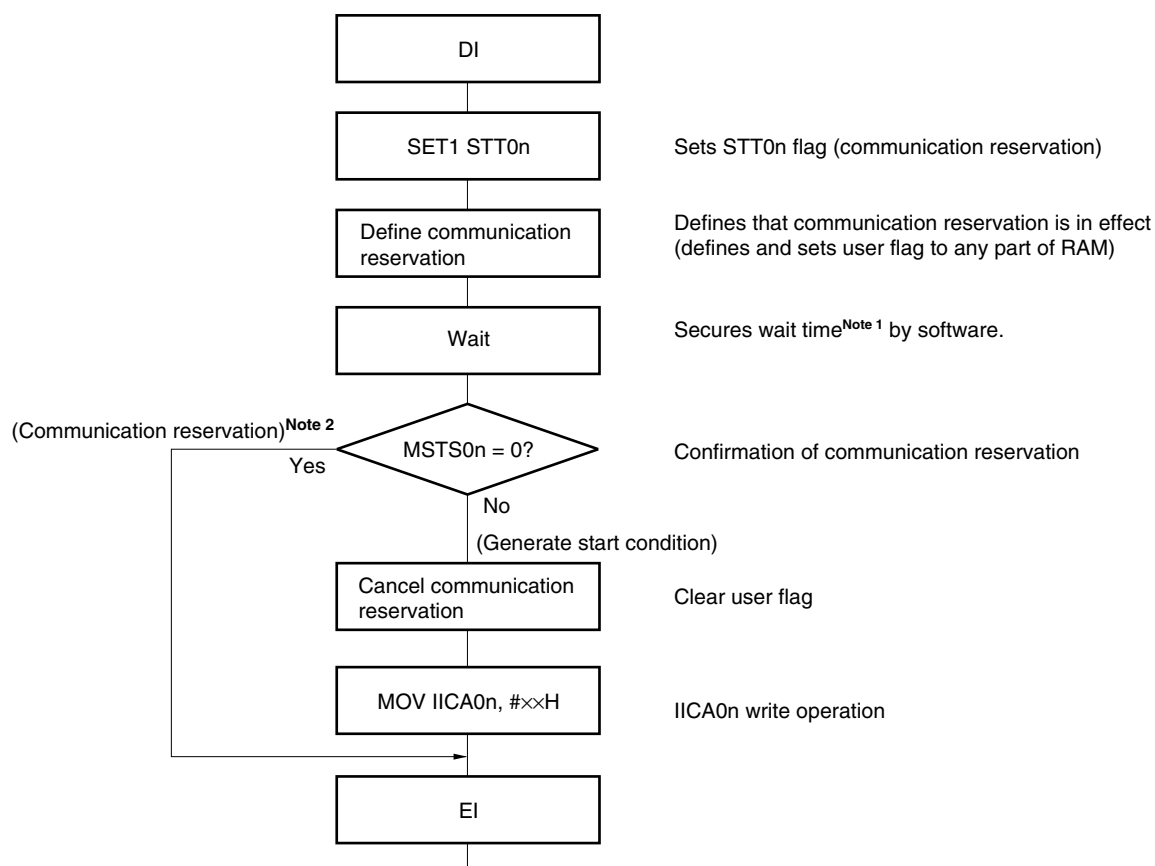 DI
SET1 STT0n
Sets STT0n flag (communication reservation)
Define communication
reservation
Defines that communication reservation is in effect
(defines and sets user flag to any part of RAM)
Wait
Secures wait timeNote 1 by software.
(Communication reservation)Note 2
MSTS0n = 0?
Confirmation of communication reservation
Yes
No
(Generate start condition)
Cancel communication
reservation
Clear user flag
MOV IICA0n, #××H
IICA0n write operation
EI